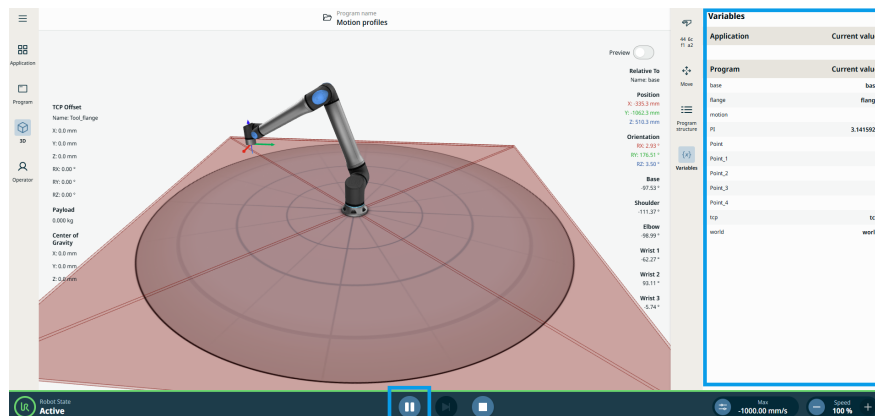 Program name
Motion profiles
Application
Program
3D
Operator
TCP Offset
Name: Tool_flange
X: 0.0 mm
Y: 0.0 mm
Z: 0.0 mm
RX: 0.00 °
RY: 0.00 °
RZ: 0.00 °
Payload
0.000 kg
Center of
Gravity
X: 0.0 mm
Y: 0.0 mm
Z: 0.0 mm
Preview
Relative To
Name: base
Position
X: -335.3 mm
Y: -1062.3 mm
Z: 510.3 mm
Orientation
RX: 2.93 °
RY: 176.51 °
RZ: 3.50 °
Base
-97.53 °
Shoulder
-111.37 °
Elbow
-98.99 °
Wrist 1
-62.27 °
Wrist 2
93.11 °
Wrist 3
-5.74 °
44 6c
f1 a2
Move
Program
structure
{x}
Variables
Variables
Application Current valu
Program Current valu
base bas
flange flang
motion
PI 3.141592
Point
Point_1
Point_2
Point_3
Point_4
tcp tc
world worl
UR
Robot State
Active
Max
-1000.00 mm/s
Speed
100 %